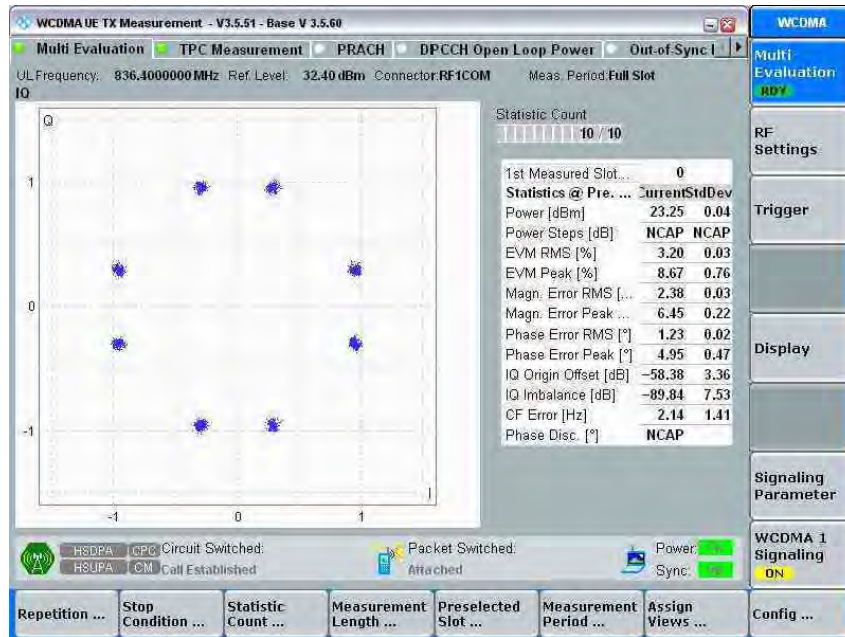 WCDMA UE TX Measurement - V3.5.51 - Base V 3.5.60
WCDMA
Multi Evaluation TPC Measurement PRACH DPCCH Open Loop Power Out-of-Sync
UL Frequency: 836.4000000 MHz Ref. Level: 32.40 dBm Connector: RF1COM Meas. Period: Full Slot
IQ
Q
1
0
-1
-1 0 1
I
Statistic Count
10 / 10
1st Measured Slot... 0
Statistics @ Pre. ... Current StdDev
Power [dBm] 23.25 0.04
Power Steps [dB] NCAP NCAP
EVM RMS [%] 3.20 0.03
EVM Peak [%] 8.67 0.76
Magn. Error RMS [... 2.38 0.03
Magn. Error Peak ... 6.45 0.22
Phase Error RMS [°] 1.23 0.02
Phase Error Peak [°] 4.95 0.47
IQ Origin Offset [dB] -58.38 3.36
IQ Imbalance [dB] -89.84 7.53
CF Error [Hz] 2.14 1.41
Phase Disc. [°] NCAP
Multi Evaluation
RDY
RF Settings
Trigger
Display
Signaling Parameter
WCDMA 1 Signaling
ON
HSDPA CPC Circuit Switched:
HSUPA CM Call Established
Packet Switched:
Attached
Power:
Sync:
Repetition ...
Stop Condition ...
Statistic Count ...
Measurement Length ...
Preselected Slot ...
Measurement Period ...
Assign Views ...
Config ...